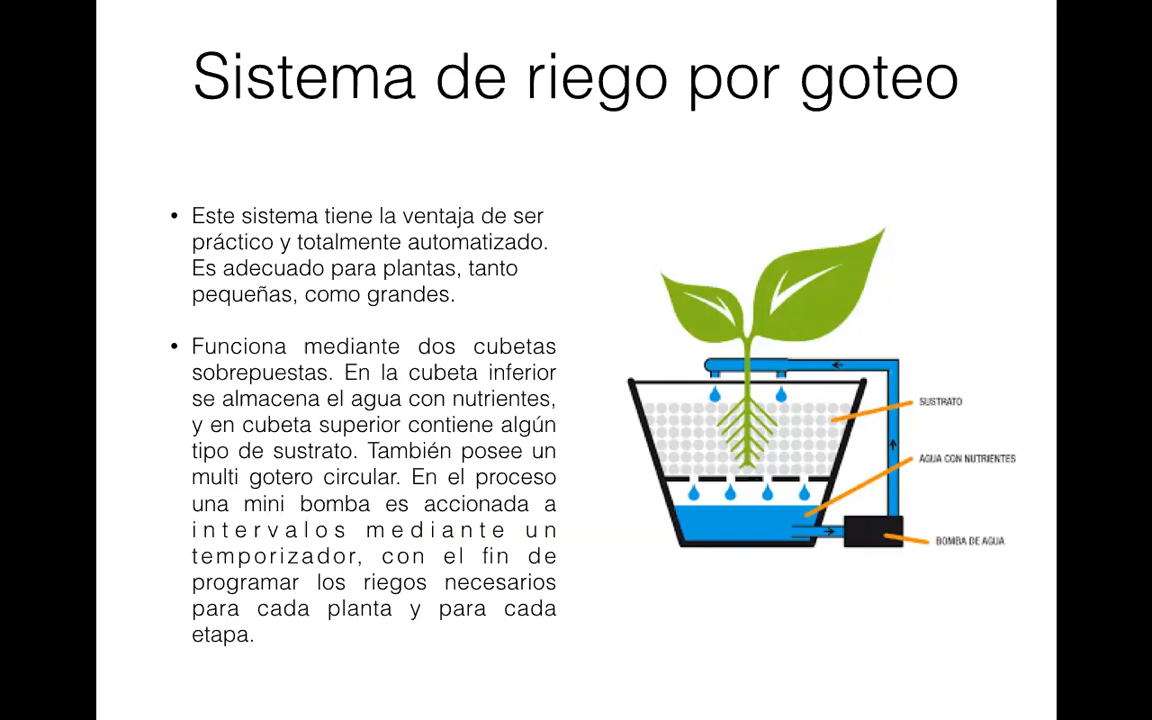 Sistema de riego por goteo
• Este sistema tiene la ventaja de ser
práctico y totalmente automatizado.
Es adecuado para plantas, tanto
pequeñas, como grandes.
• Funciona mediante dos cubetas
sobrepuestas. En la cubeta inferior
se almacena el agua con nutrientes,
y en cubeta superior contiene algún
tipo de sustrato. También posee un
multi gotero circular. En el proceso
una mini bomba es accionada a
intervalos mediante un
temporizador, con el fin de
programar los riegos necesarios
para cada planta y para cada
etapa.
SUSTRATO
AGUA CON NUTRIENTES
BOMBA DE AGUA